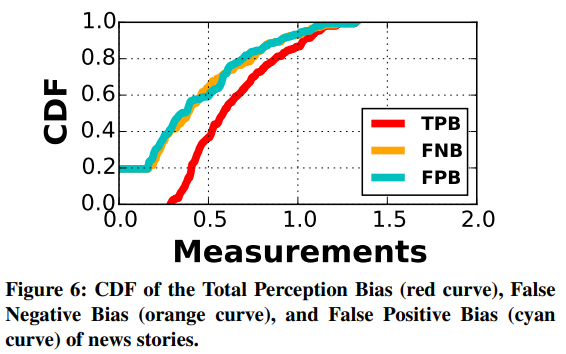 1.0
0.8
0.6
0.4
0.2
0.0
CDF
TPB
FNB
FPB
0.0 0.5 1.0 1.5 2.0
Measurements
Figure 6: CDF of the Total Perception Bias (red curve), False
Negative Bias (orange curve), and False Positive Bias (cyan
curve) of news stories.